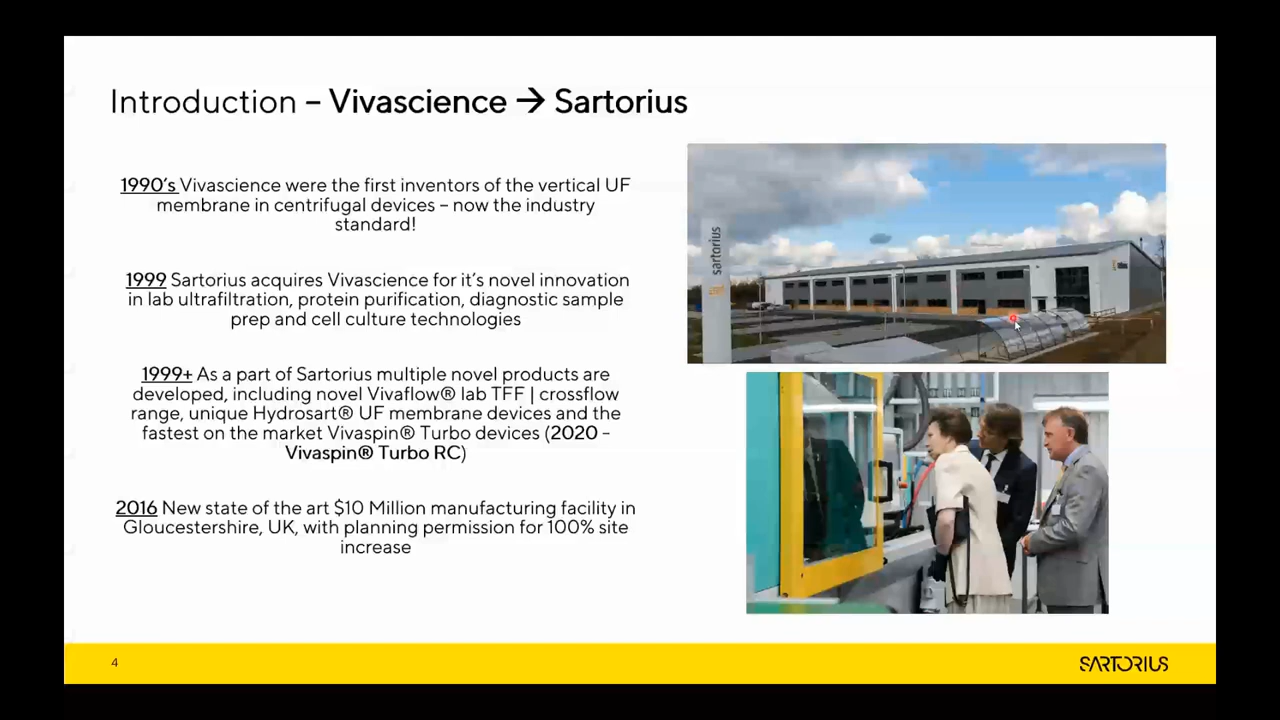 Introduction – Vivascience → Sartorius
1990's Vivascience were the first inventors of the vertical UF
membrane in centrifugal devices – now the industry
standard!
1999 Sartorius acquires Vivascience for it's novel innovation
in lab ultrafiltration, protein purification, diagnostic sample
prep and cell culture technologies
1999+ As a part of Sartorius multiple novel products are
developed, including novel Vivaflow® lab TFF | crossflow
range, unique Hydrosart® UF membrane devices and the
fastest on the market Vivaspin® Turbo devices (2020 –
Vivaspin® Turbo RC)
2016 New state of the art $10 Million manufacturing facility in
Gloucestershire, UK, with planning permission for 100% site
increase
sartorius
4
SARTORIUS